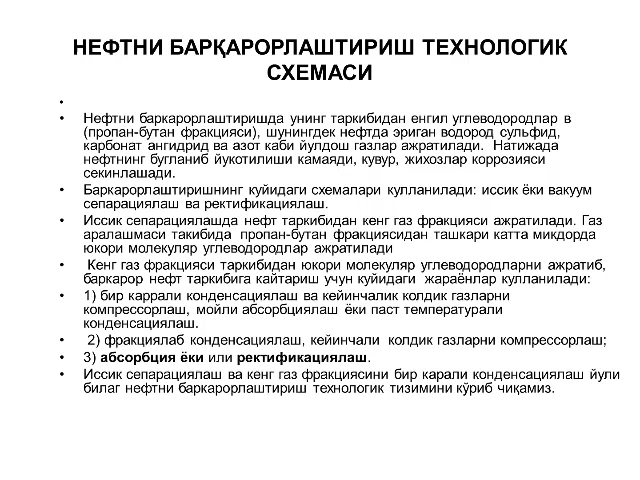 НЕФТНИ БАРҚАРОРЛАШТИРИШ ТЕХНОЛОГИК
СХЕМАСИ
•
• Нефтни баркарорлаштиришда унинг таркибидан енгил углеводородлар в
(пропан-бутан фракцияси), шунингдек нефтда эриган водород сульфид,
карбонат ангидрид ва азот каби йулдош газлар ажратилади. Натижада
нефтнинг бугланиб йукотилиши камаяди, кувур, жихозлар коррозияси
секинлашади.
• Баркарорлаштиришнинг куйидаги схемалари кулланилади: иссик ёки вакуум
сепарациялаш ва ректификациялаш.
• Иссик сепарациялашда нефт таркибидан кенг газ фракцияси ажратилади. Газ
аралашмаси такибида пропан-бутан фракциясидан ташкари катта микдорда
юкори молекуляр углеводородлар ажратилади
• Кенг газ фракцияси таркибидан юкори молекуляр углеводородларни ажратиб,
баркарор нефт таркибига кайтариш учун куйидаги жараёнлар кулланилади:
• 1) бир каррали конденсациялаш ва кейинчалик колдик газларни
компрессорлаш, мойли абсорбциялаш ёки паст температурали
конденсациялаш.
• 2) фракциялаб конденсациялаш, кейинчали колдик газларни компрессорлаш;
• 3) абсорбция ёки или ректификациялаш.
• Иссик сепарациялаш ва кенг газ фракциясини бир карали конденсациялаш йули
билаг нефтни баркарорлаштириш технологик тизимини кўриб чиқамиз.